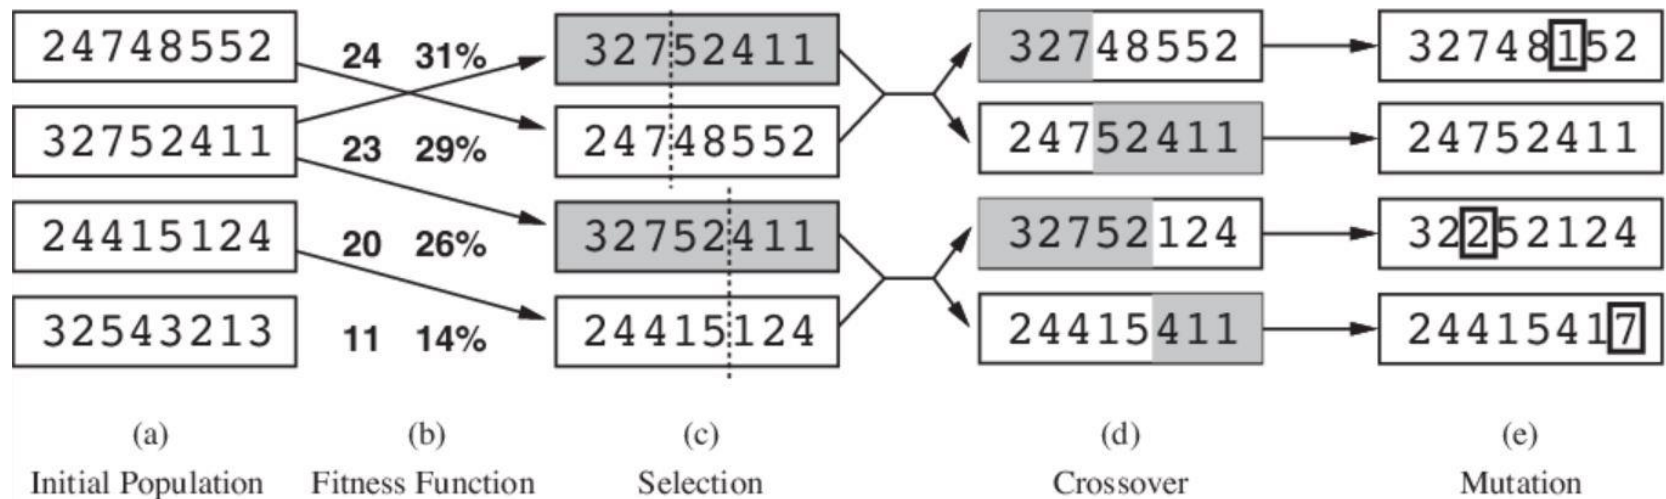 24748552 24 31% 32752411 32748552 32748152
32752411 23 29% 24748552 24752411 24752411
24415124 20 26% 32752411 32752124 32252124
32543213 11 14% 24415124 24415411 24415417
(a) (b) (c) (d) (e)
Initial Population Fitness Function Selection Crossover Mutation